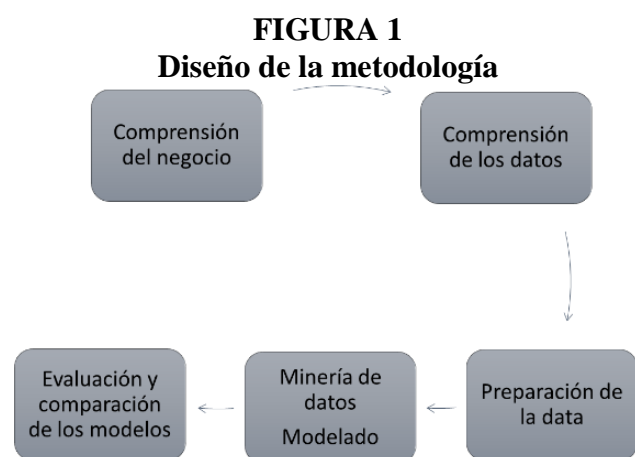 FIGURA 1
Diseño de la metodología
Comprensión
del negocio
Comprensión
de los datos
Preparación de
la data
Minería de
datos
Modelado
Evaluación y
comparación
de los modelos